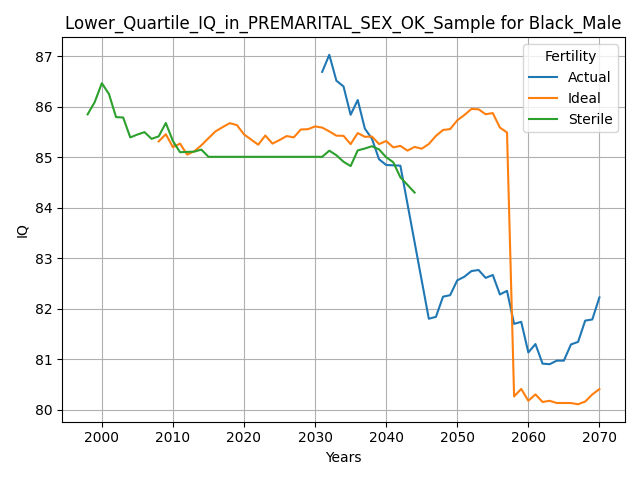 Lower_Quartile_IQ_in_PREMARITAL_SEX_OK_Sample for Black_Male
Fertility
Actual
Ideal
Sterile
IQ
87
86
85
84
83
82
81
80
2000 2010 2020 2030 2040 2050 2060 2070
Years